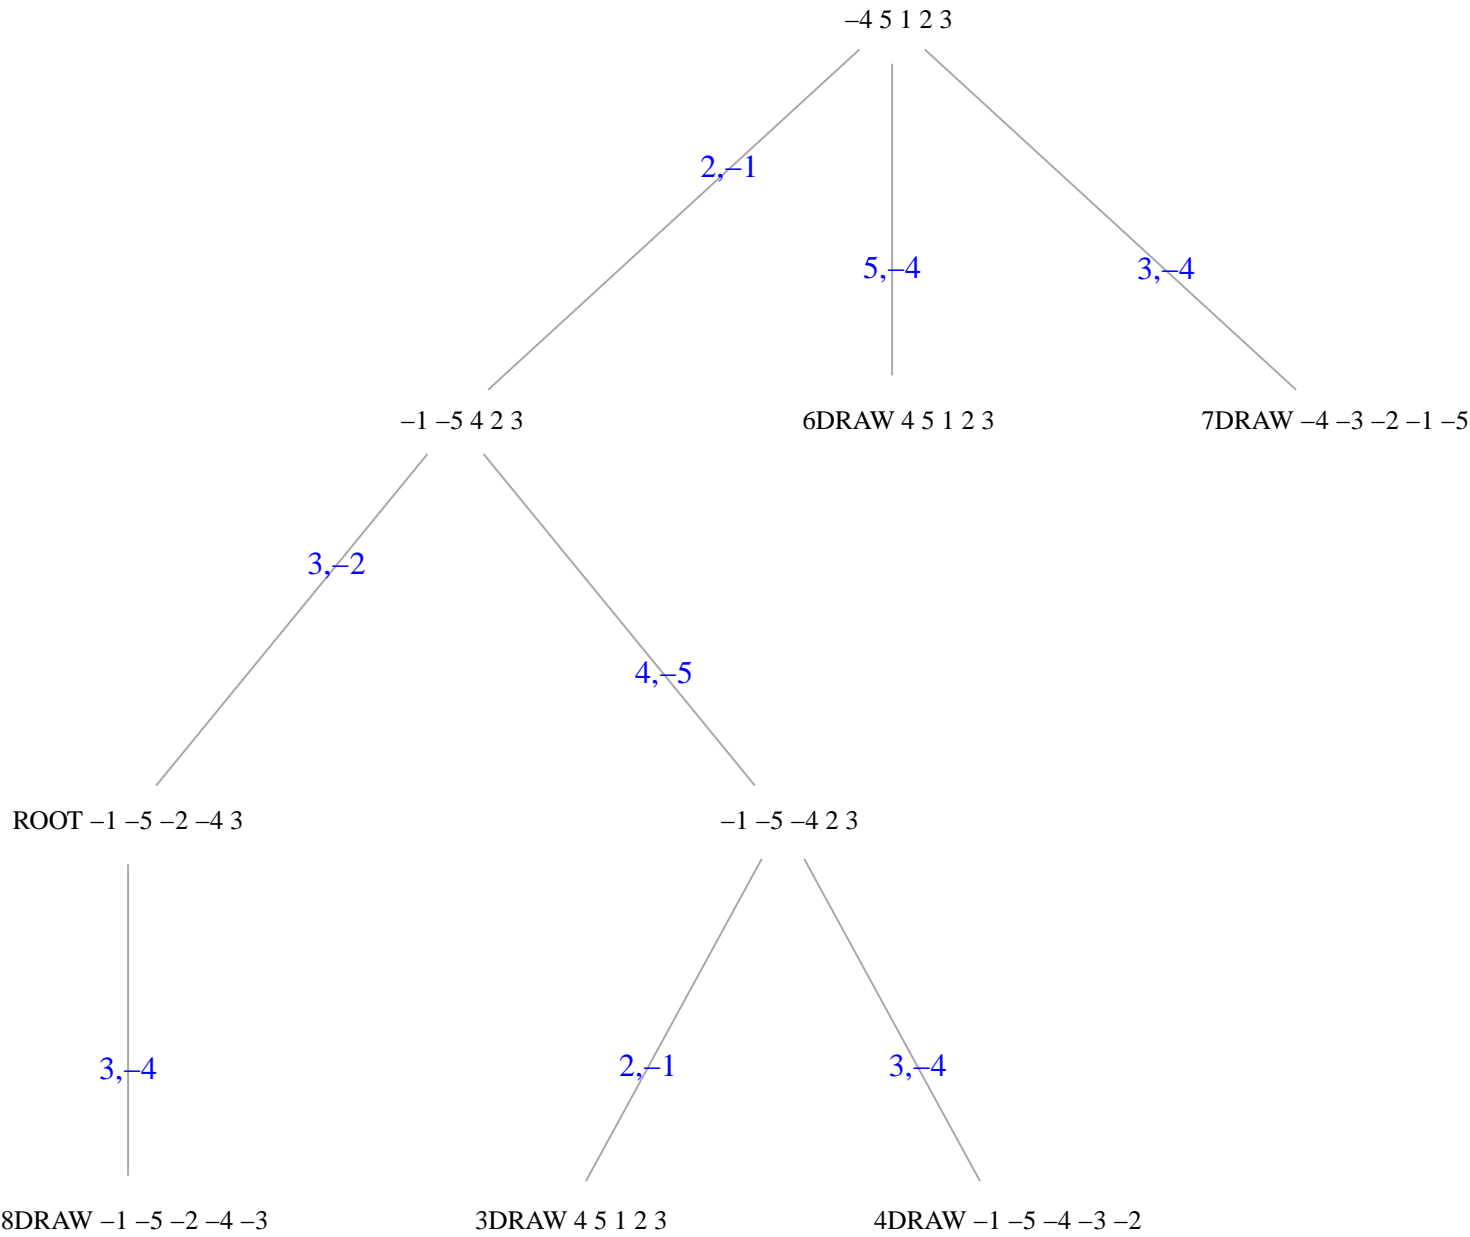 –4 5 1 2 3
2,–1
5,–4
3,–4
–1 –5 4 2 3
6DRAW 4 5 1 2 3
7DRAW –4 –3 –2 –1 –5
3,–2
4,–5
ROOT –1 –5 –2 –4 3
–1 –5 –4 2 3
3,–4
2,–1
3,–4
8DRAW –1 –5 –2 –4 –3
3DRAW 4 5 1 2 3
4DRAW –1 –5 –4 –3 –2